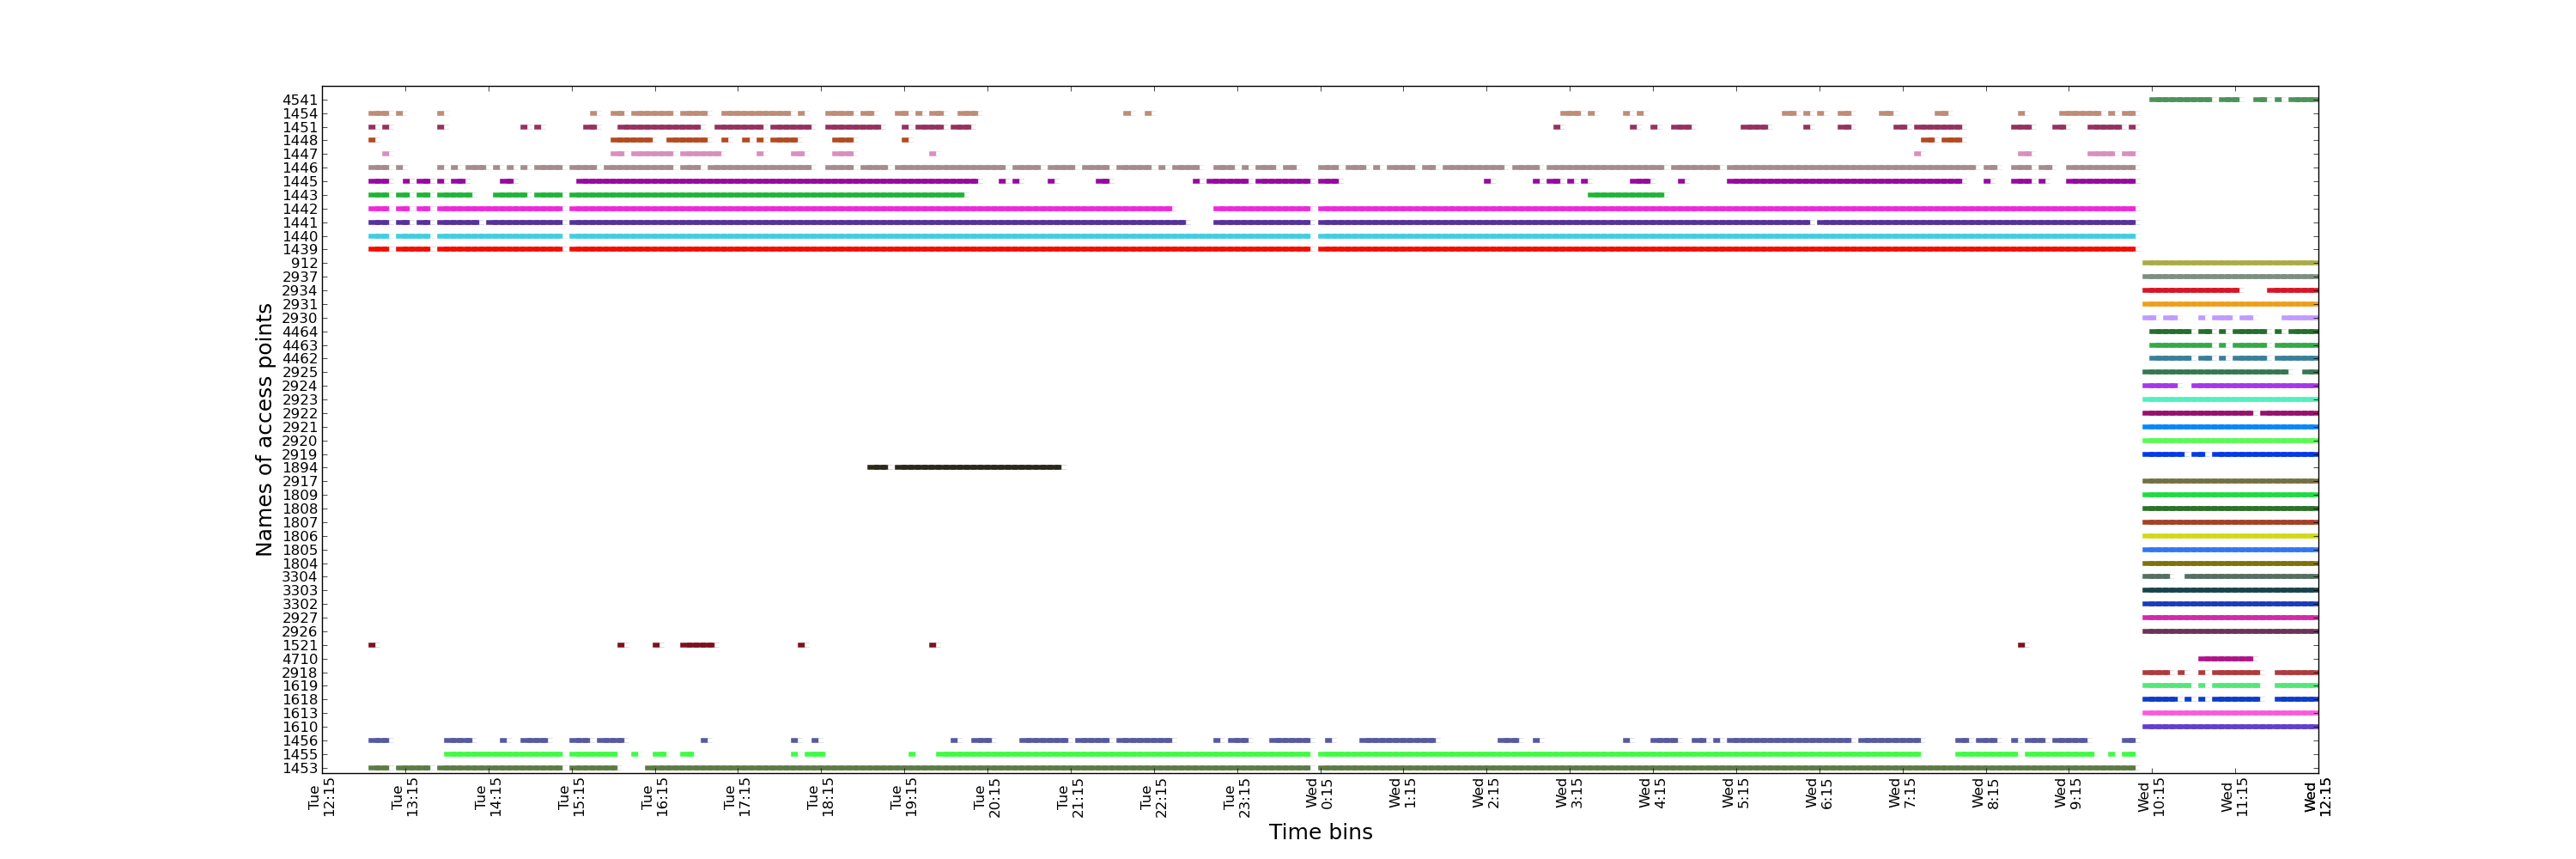 4541
1454
1451
1448
1447
1446
1445
1443
1442
1441
1440
1439
912
2937
2934
2931
2930
4464
4463
4462
2925
2924
2923
2922
2921
2920
2919
1894
2917
1809
1808
1807
1806
1805
1804
3304
3303
3302
2927
2926
1521
4710
2918
1619
1618
1613
1610
1456
1455
1453
Names of access points
Tue
12:15
Tue
13:15
Tue
14:15
Tue
15:15
Tue
16:15
Tue
17:15
Tue
18:15
Tue
19:15
Tue
20:15
Tue
21:15
Tue
22:15
Tue
23:15
Wed
0:15
Wed
1:15
Wed
2:15
Wed
3:15
Wed
4:15
Wed
5:15
Wed
6:15
Wed
7:15
Wed
8:15
Wed
9:15
Wed
10:15
Wed
11:15
Wed
12:15
Time bins